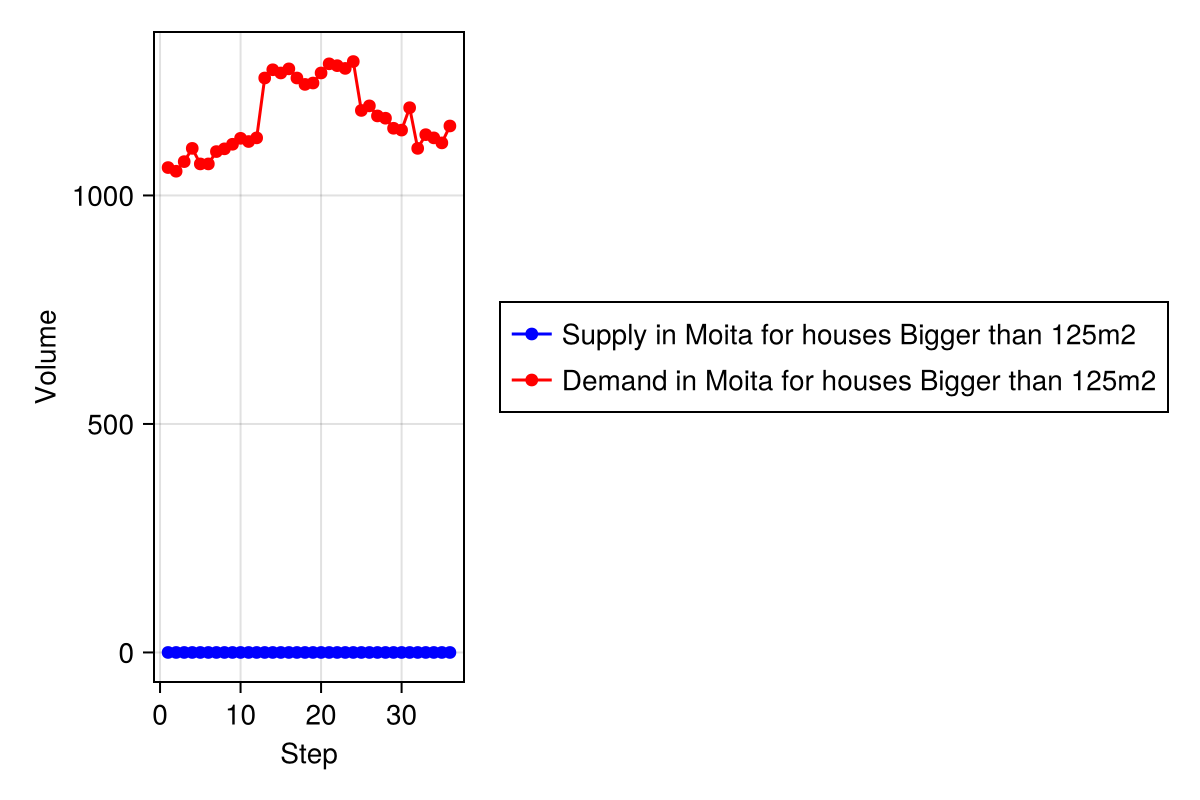 1000
500
0
Volume
0 10 20 30
Step
Supply in Moita for houses Bigger than 125m2
Demand in Moita for houses Bigger than 125m2